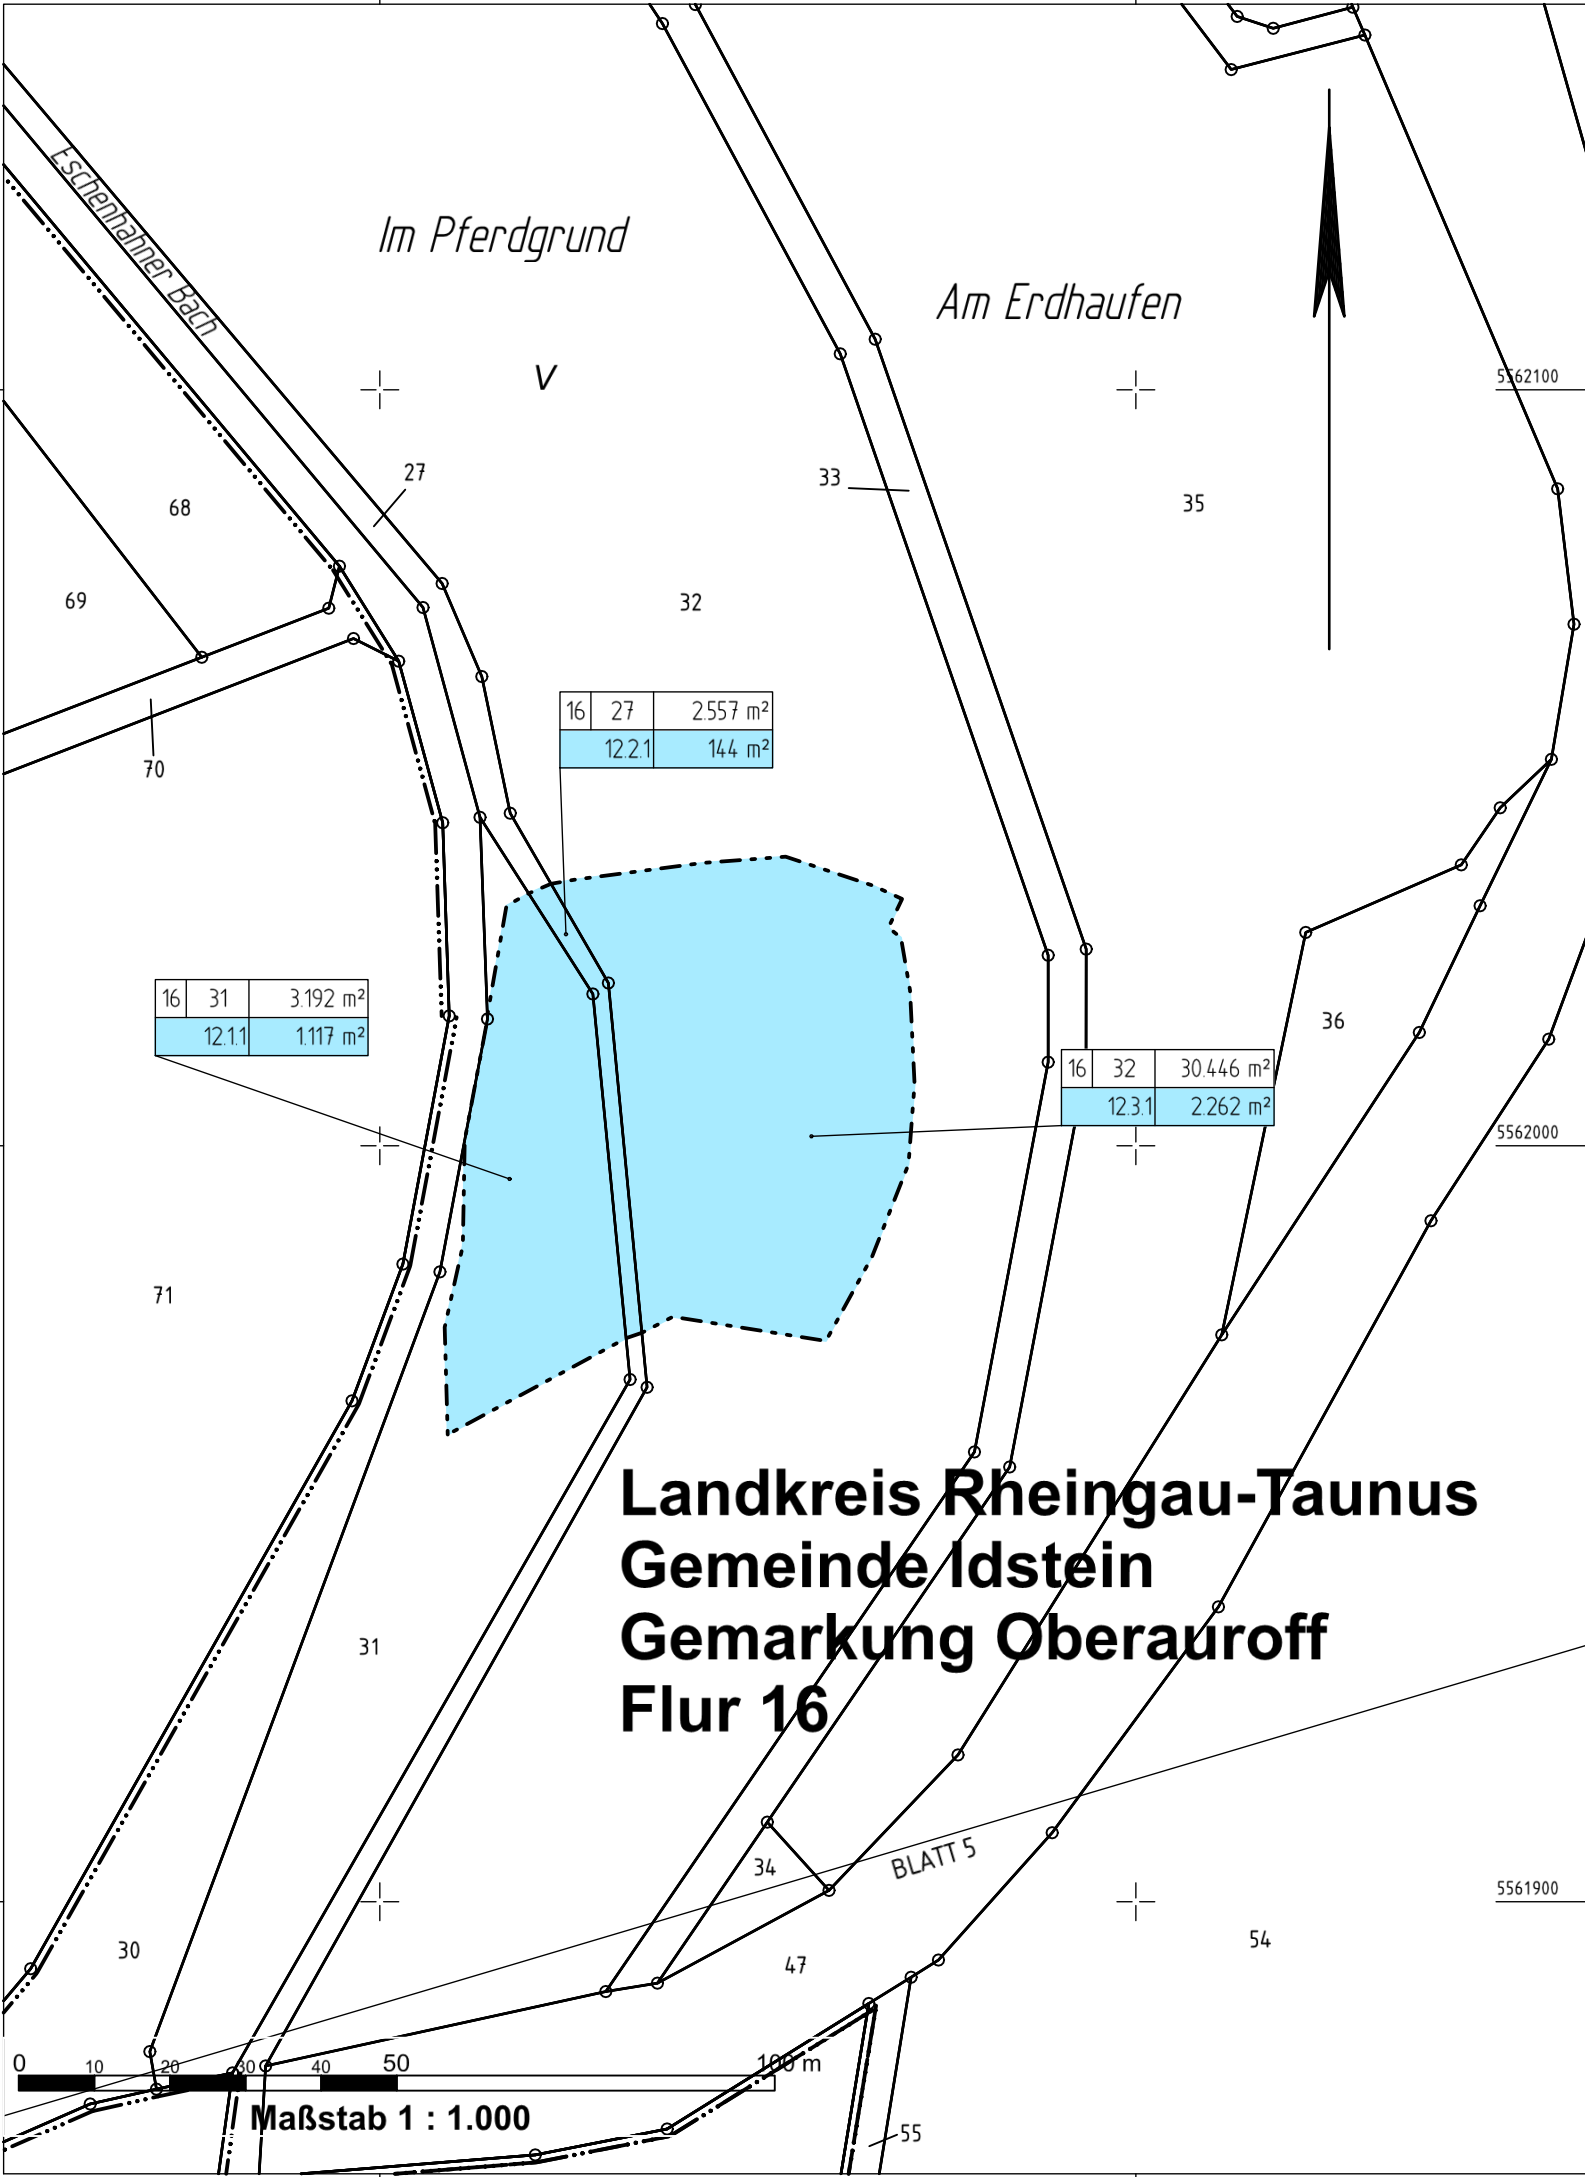 Eschenhahner Bach
Im Pferdgrund
Am Erdhaufen
V
5562100
27
33
35
68
69
32
16 27 2.557 m²
12.2.1 144 m²
70
16 31 3.192 m²
12.1.1 1.117 m²
36
16 32 30.446 m²
12.3.1 2.262 m²
5562000
71
Landkreis Rheingau-Taunus
Gemeinde Idstein
Gemarkung Oberauroff
Flur 16
31
34
BLATT 5
5561900
30
47
54
0 10 20 30 40 50 100 m
Maßstab 1 : 1.000
55